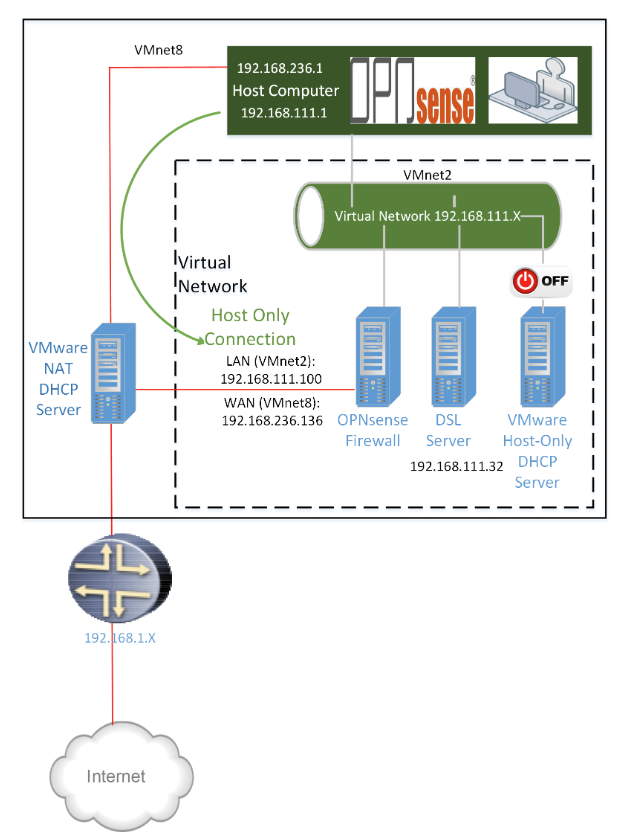 VMnet8
192.168.236.1
Host Computer
192.168.111.1
OPNsense®
VMnet2
Virtual Network 192.168.111.X
Virtual
Network
OFF
Host Only
Connection
LAN (VMnet2):
192.168.111.100
WAN (VMnet8):
192.168.236.136
VMware
NAT
DHCP
Server
OPNsense
Firewall
DSL
Server
192.168.111.32
VMware
Host-Only
DHCP
Server
192.168.1.X
Internet